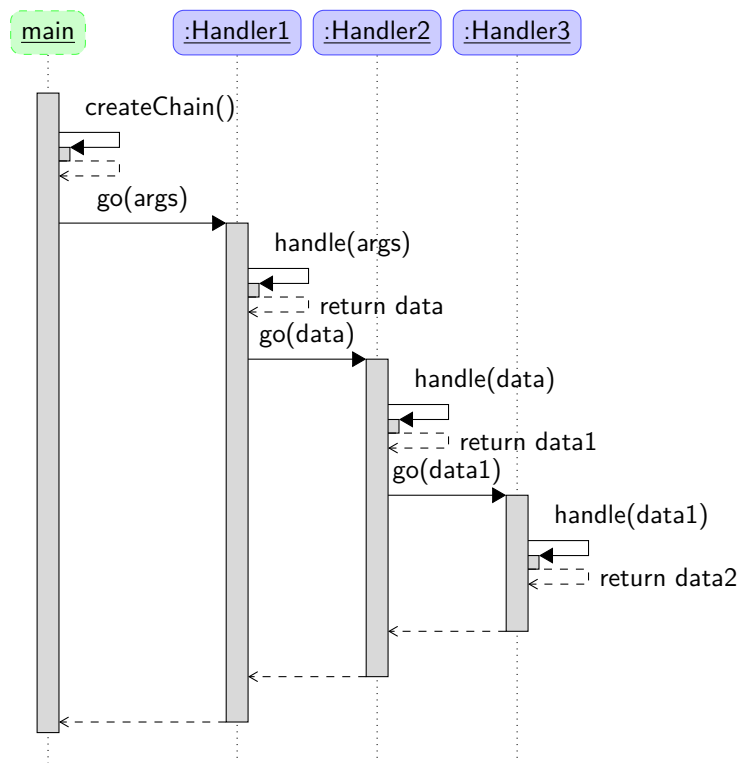 main
:Handler1
:Handler2
:Handler3
createChain()
go(args)
handle(args)
return data
go(data)
handle(data)
return data1
go(data1)
handle(data1)
return data2